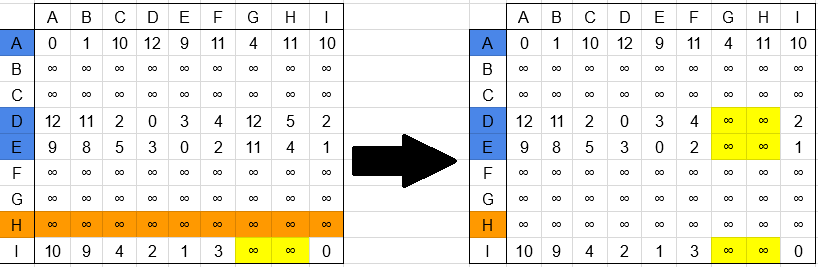 A B C D E F G H I A B C D E F G H I
A 0 1 10 12 9 11 4 11 10 A 0 1 10 12 9 11 4 11 10
B ∞ ∞ ∞ ∞ ∞ ∞ ∞ ∞ ∞ B ∞ ∞ ∞ ∞ ∞ ∞ ∞ ∞ ∞
C ∞ ∞ ∞ ∞ ∞ ∞ ∞ ∞ ∞ C ∞ ∞ ∞ ∞ ∞ ∞ ∞ ∞ ∞
D 12 11 2 0 3 4 12 5 2 D 12 11 2 0 3 4 ∞ ∞ 2
E 9 8 5 3 0 2 11 4 1 E 9 8 5 3 0 2 ∞ ∞ 1
F ∞ ∞ ∞ ∞ ∞ ∞ ∞ ∞ ∞ F ∞ ∞ ∞ ∞ ∞ ∞ ∞ ∞ ∞
G ∞ ∞ ∞ ∞ ∞ ∞ ∞ ∞ ∞ G ∞ ∞ ∞ ∞ ∞ ∞ ∞ ∞ ∞
H ∞ ∞ ∞ ∞ ∞ ∞ ∞ ∞ ∞ H ∞ ∞ ∞ ∞ ∞ ∞ ∞ ∞ ∞
I 10 9 4 2 1 3 ∞ ∞ 0 I 10 9 4 2 1 3 ∞ ∞ 0